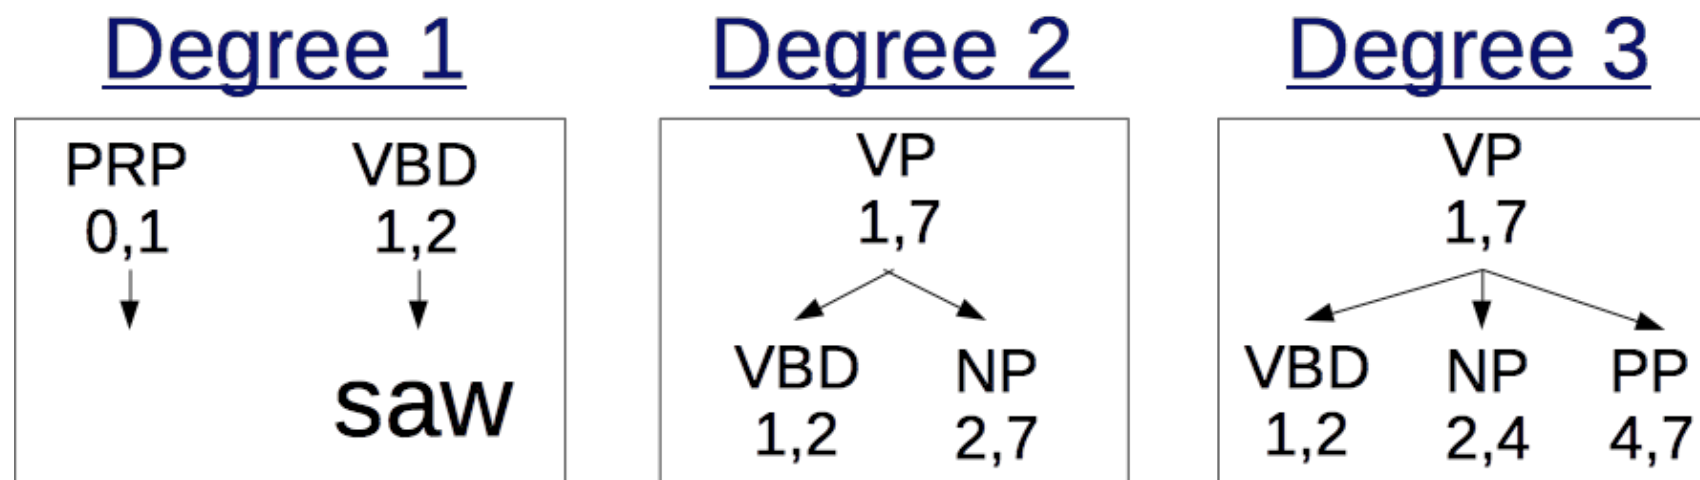 Degree 1 Degree 2 Degree 3
PRP VBD VP VP
0,1 1,2 1,7 1,7
VBD NP VBD NP PP
saw 1,2 2,7 1,2 2,4 4,7